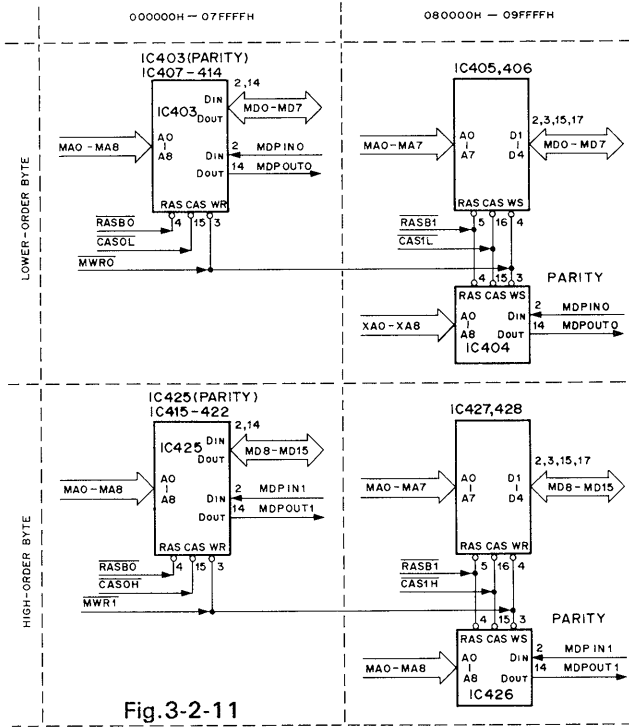 000000H — 07FFFFH
080000H — 09FFFFH
LOWER-ORDER BYTE
IC403(PARITY)
IC407-414
IC403
DIN
DOUT
2,14
MD0-MD7
MA0-MA8
A0
A8
DIN
2
MDPIN0
DOUT
14
MDPOUT0
RAS CAS WR
RASB0
4
15
3
CAS0L
MWR0
IC405,406
MA0-MA7
A0
A7
D1
D4
2,3,15,17
MD0-MD7
RAS CAS WS
RASB1
5
16
4
CAS1L
4
15
3
PARITY
RAS CAS WS
XA0-XA8
A0
A8
DIN
2
MDPIN0
DOUT
14
MDPOUT0
IC404
HIGH-ORDER BYTE
IC425(PARITY)
IC415-422
IC425
DIN
DOUT
2,14
MD8-MD15
MA0-MA8
A0
A8
DIN
2
MDPIN1
DOUT
14
MDPOUT1
RAS CAS WR
RASB0
4
15
3
CAS0H
MWR1
IC427,428
MA0-MA7
A0
A7
D1
D4
2,3,15,17
MD8-MD15
RAS CAS WR
RASB1
5
16
4
CAS1H
4
15
3
PARITY
RAS CAS WS
MA0-MA8
A0
A8
DIN
2
MDPIN1
DOUT
14
MDPOUT1
IC426
Fig.3-2-11